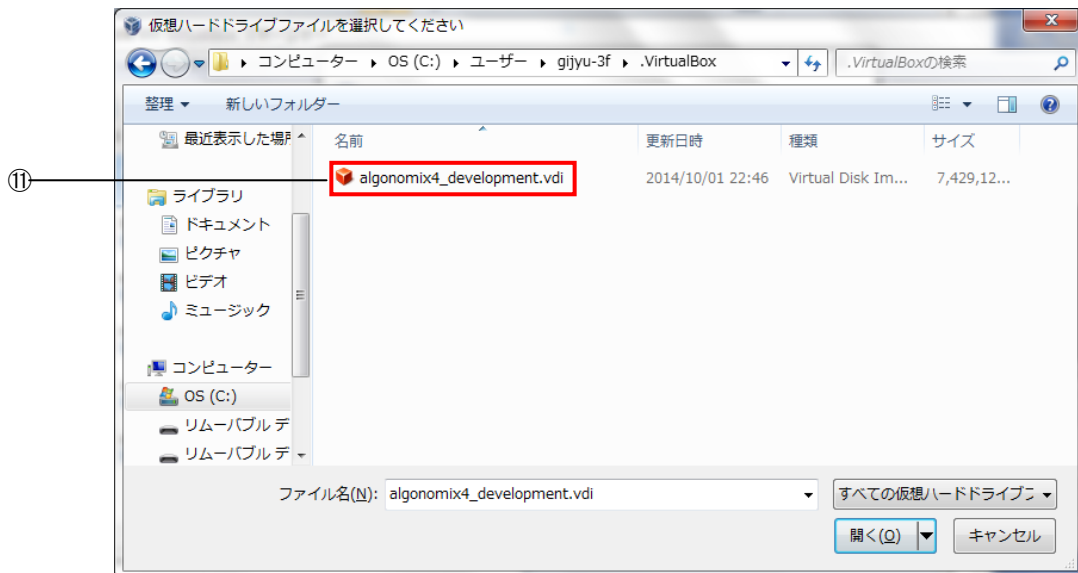 仮想ハードドライブファイルを選択してください
コンピューター ▸ OS (C:) ▸ ユーザー ▸ gijyu-3f ▸ .VirtualBox
.VirtualBoxの検索
整理 新しいフォルダー
最近表示した場所
名前 更新日時 種類 サイズ
⑪
algonomix4_development.vdi 2014/10/01 22:46 Virtual Disk Im... 7,429,12...
ライブラリ
ドキュメント
ピクチャ
ビデオ
ミュージック
コンピューター
OS (C:)
リムーバブル デ
リムーバブル デ
ファイル名(N): algonomix4_development.vdi
すべての仮想ハードドライブフ
開く(O) キャンセル